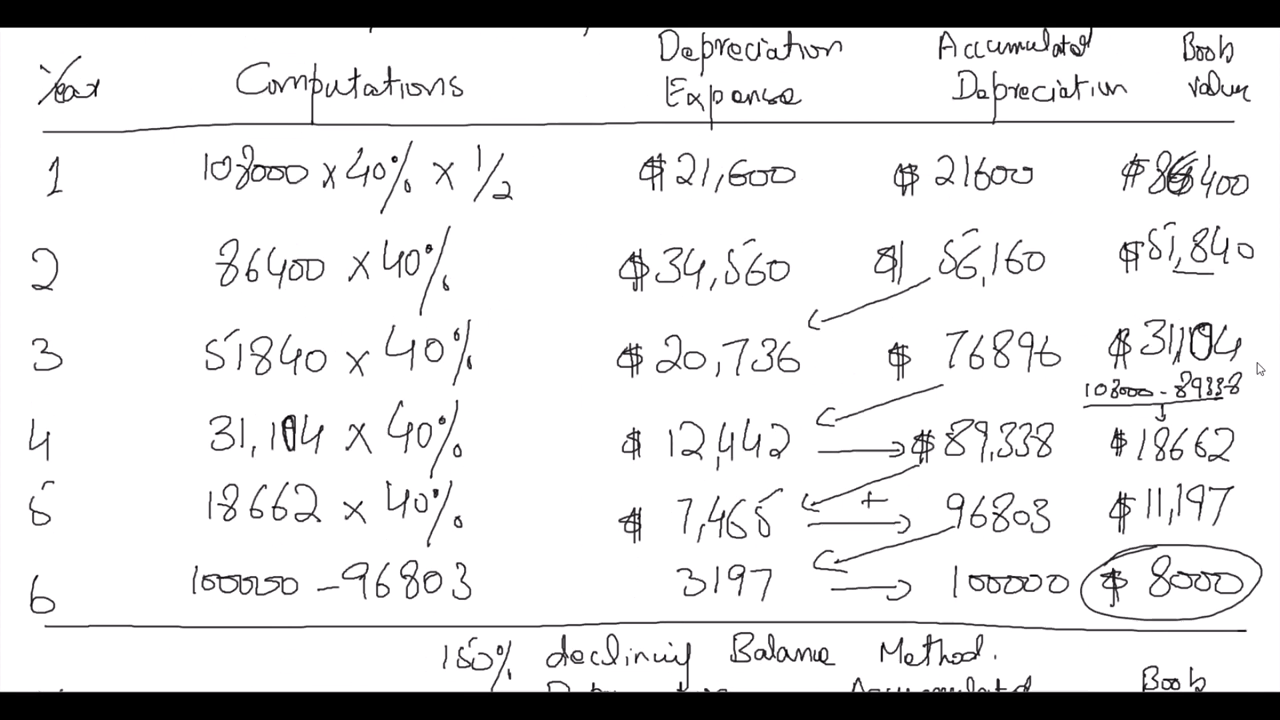 Depreciation Accumulated Book
Year Computations Expense Depreciation Value
1 108000 x 40% x 1/2 $21,600 $21600 $86400
2 86400 x 40% $34,560 $ 56,160 $51,840
3 51840 x 40% $20,736 $ 76896 $31,104
108000 - 89338
4 31,104 x 40% $ 12,442 $89,338 $18662
5 18662 x 40% $ 7,465 + 96803 $11,197
6 100000 - 96803 3197 100000 $ 8000
150% declining Balance Method.
Accumulated Book